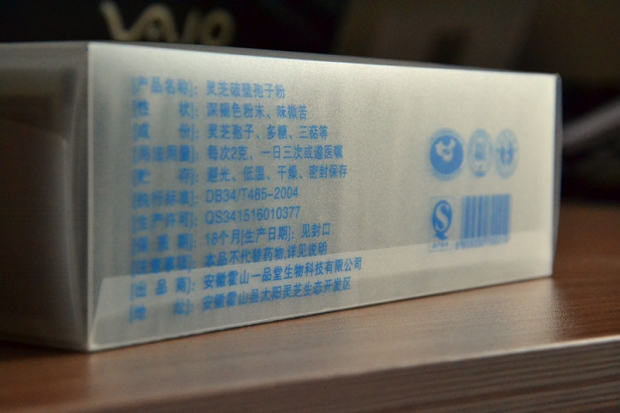 VAIO
[产品名称]：灵芝破壁孢子粉
[性 状]：深褐色粉末、味微苦
[成 份]：灵芝孢子、多糖、三萜等
[用法用量]：每次2克、一日三次或遵医嘱
[贮 存]：避光、低温、干燥、密封保存
[执行标准]：DB34/T485-2004
[生产许可]：QS341516010377
[保 质 期]：18个月[生产日期]：见封口
[注意事项]：本品不代替药物,详见说明
[出 品 商]：安徽霍山一品堂生物科技有限公司
[地 址]：安徽霍山县太阳灵芝生态开发区